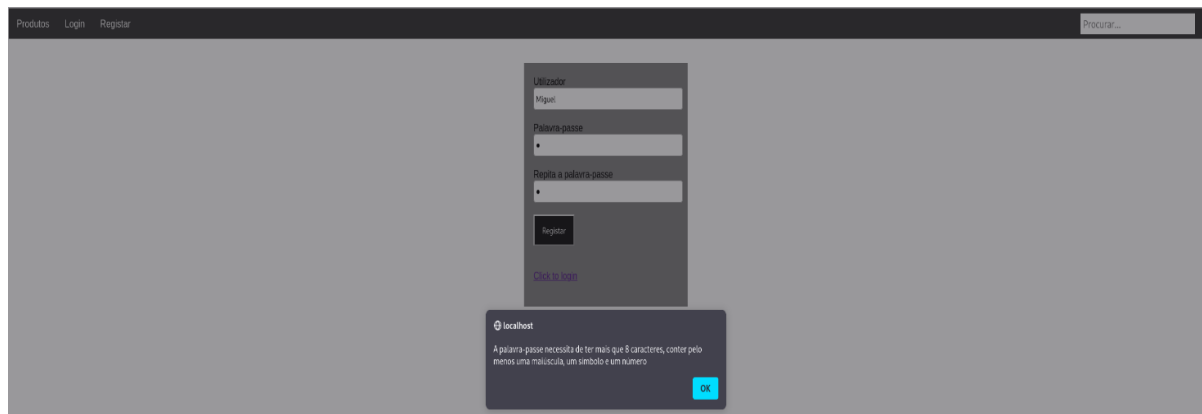 Produtos Login Registar Procurar...
Utilizador
Miguel
Palavra-passe
Repita a palavra-passe
Registar
Click to login
localhost
A palavra-passe necessita de ter mais que 8 caracteres, conter pelo
menos uma maiúscula, um símbolo e um número
OK